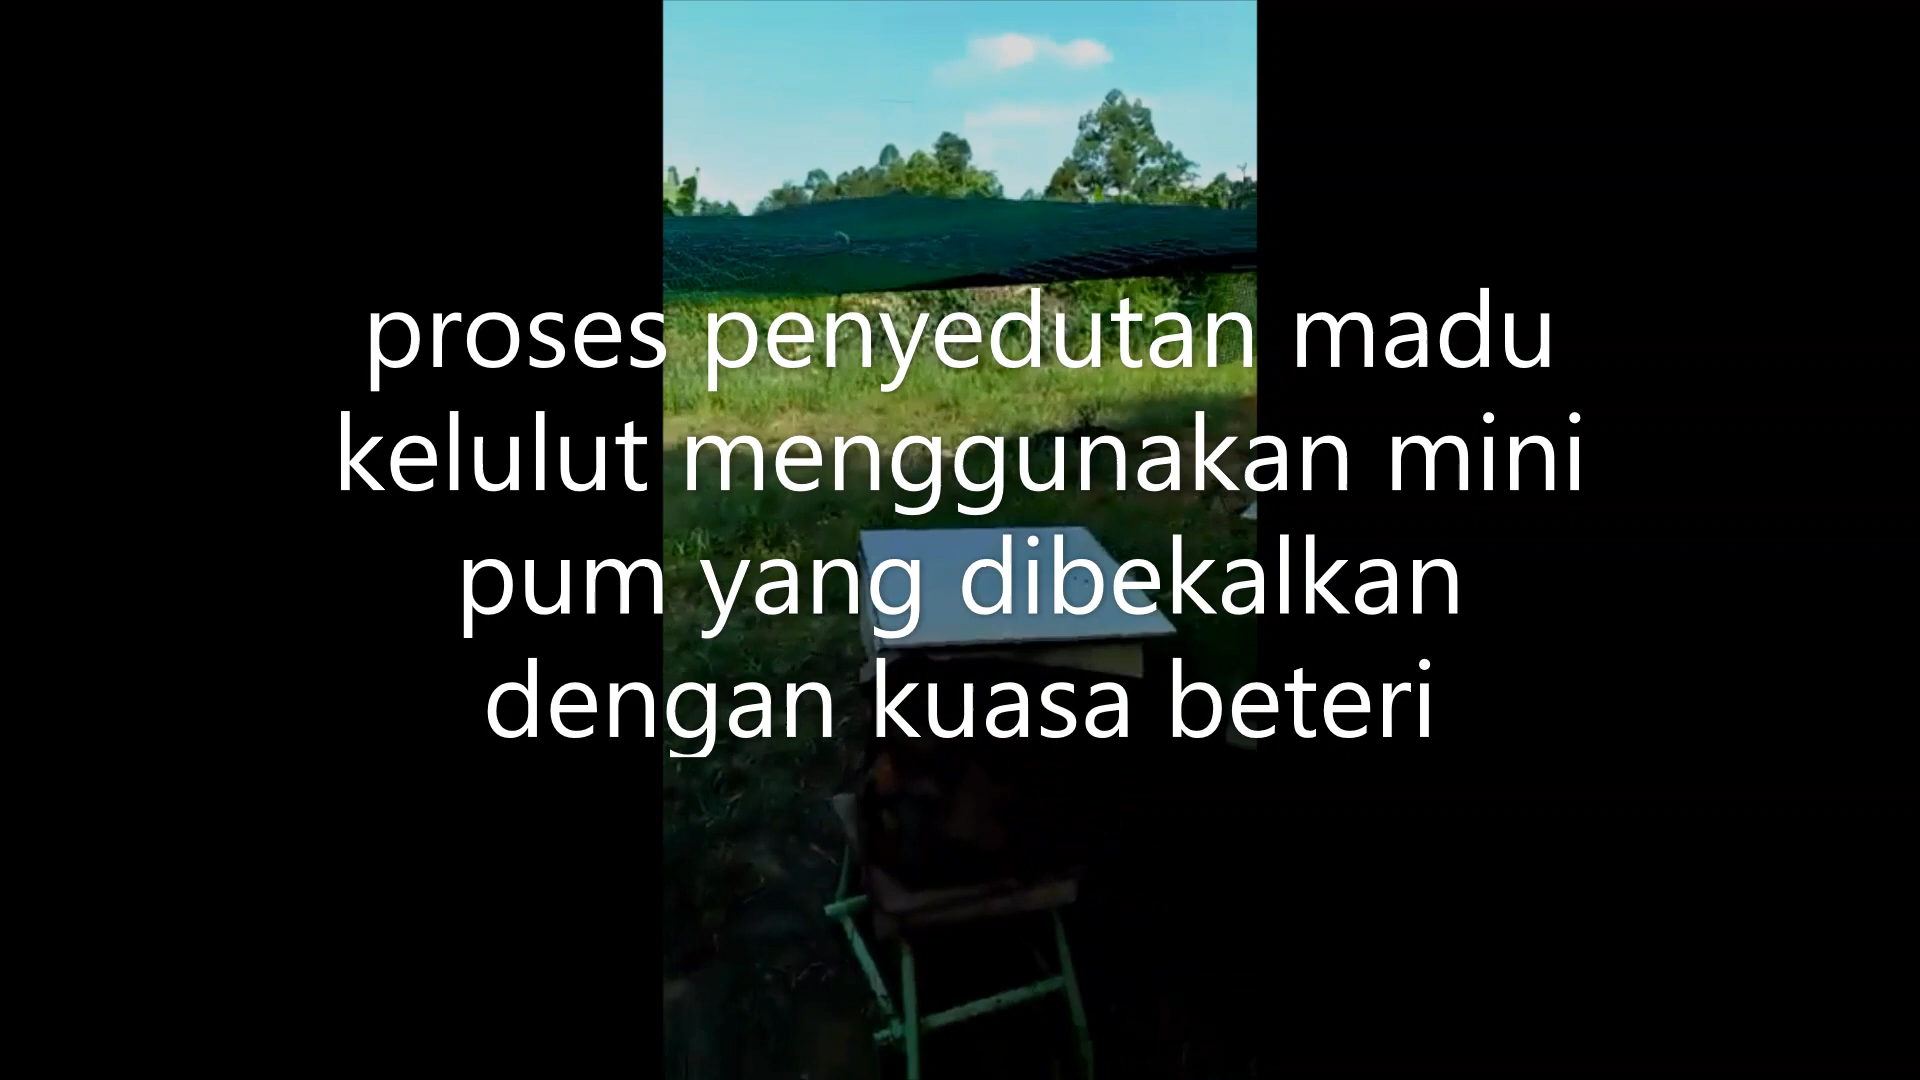 proses penyedutan madu
kelulut menggunakan mini
pum yang dibekalkan
dengan kuasa beteri